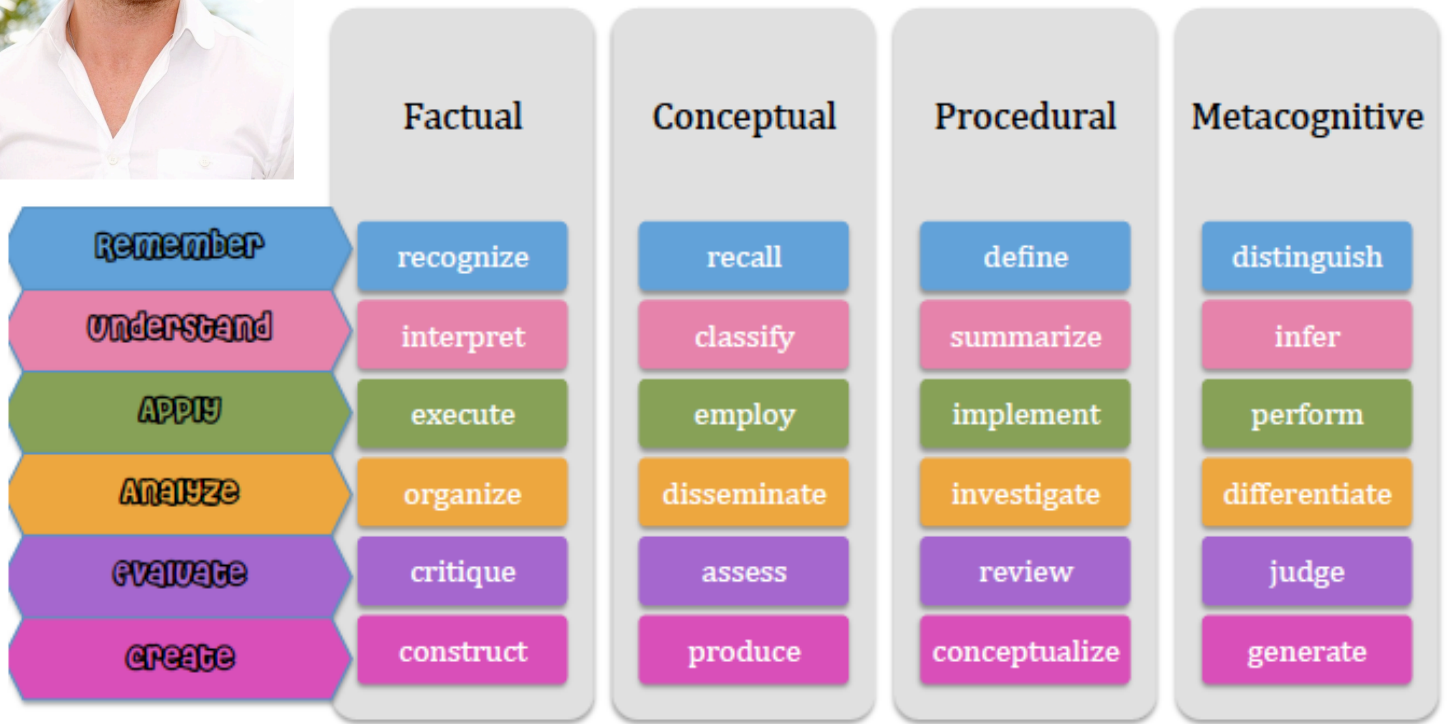 Factual Conceptual Procedural Metacognitive
Remember recognize recall define distinguish
Understand interpret classify summarize infer
Apply execute employ implement perform
Analyze organize disseminate investigate differentiate
Evaluate critique assess review judge
Create construct produce conceptualize generate